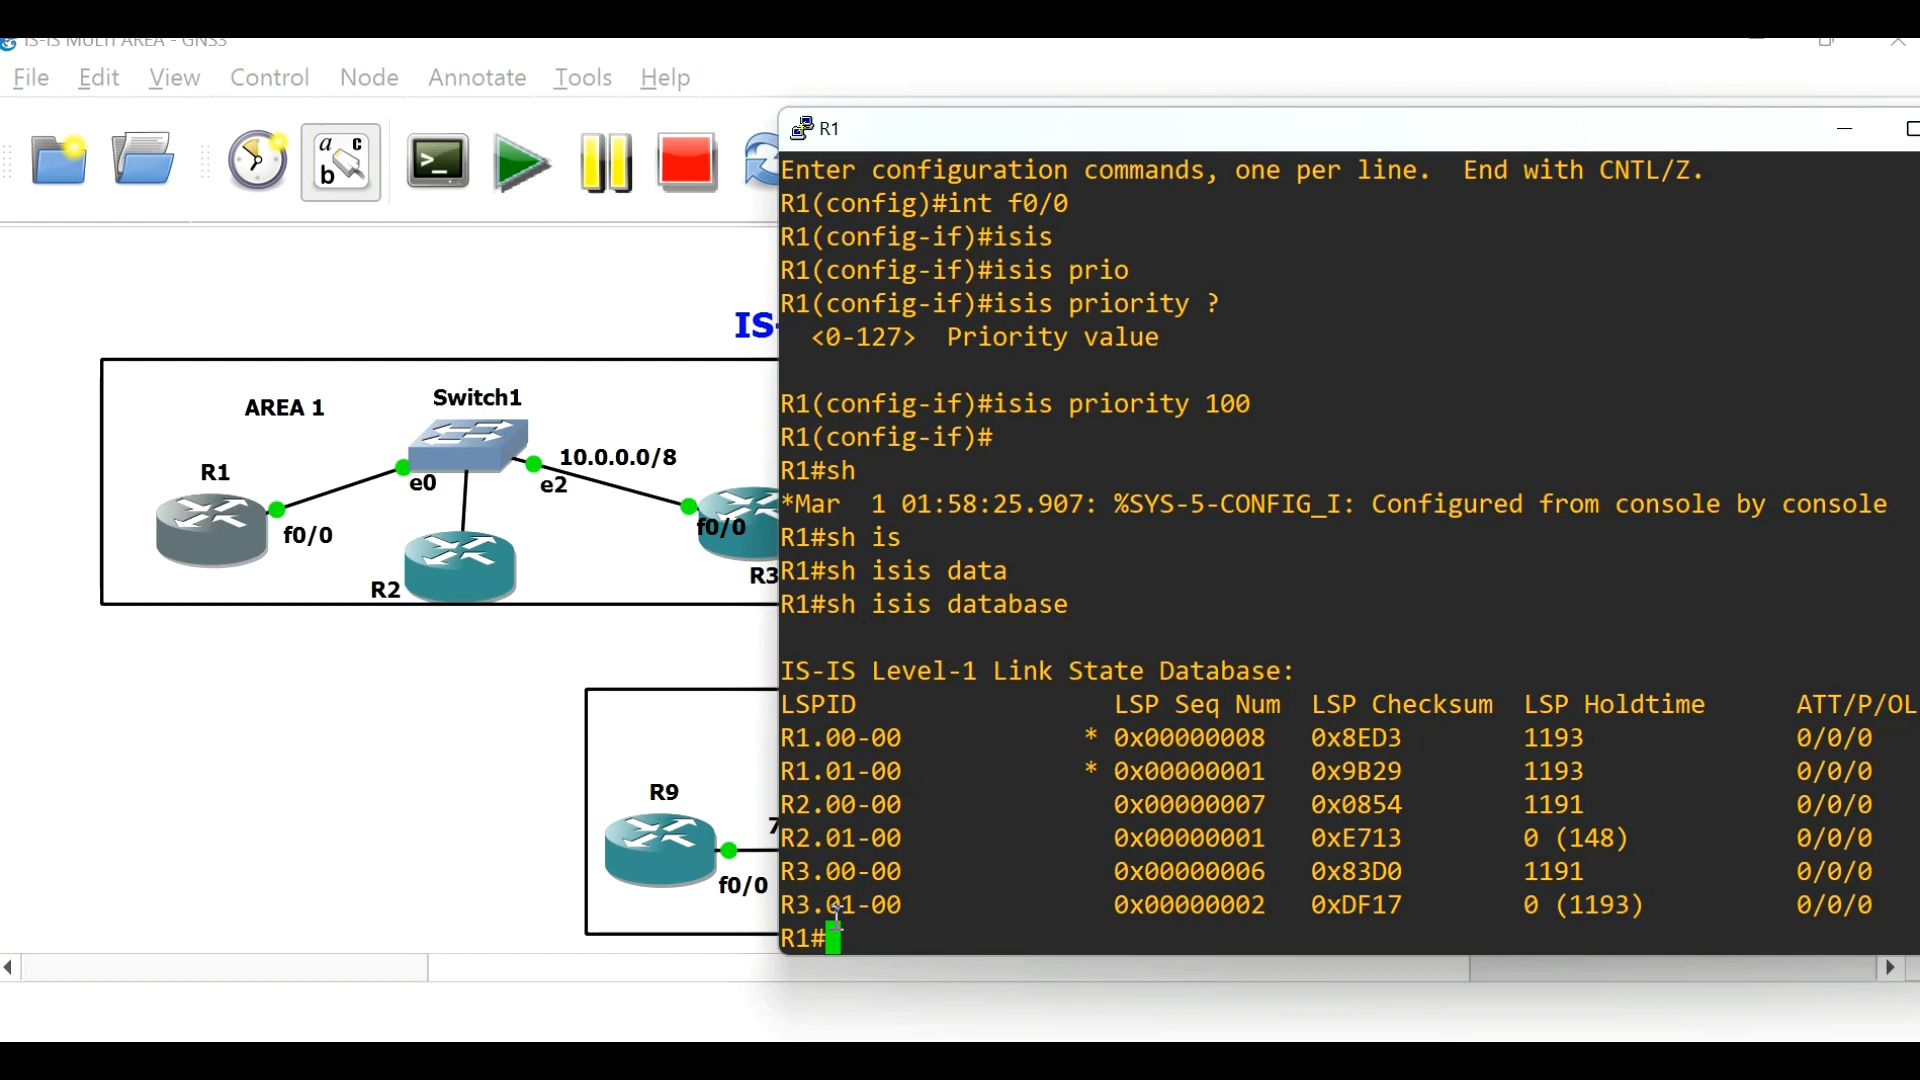 IS-IS MULTI AREA - GNS3
File Edit View Control Node Annotate Tools Help
R1
Enter configuration commands, one per line.  End with CNTL/Z.
R1(config)#int f0/0
R1(config-if)#isis
R1(config-if)#isis prio
R1(config-if)#isis priority ?
<0-127>  Priority value
R1(config-if)#isis priority 100
R1(config-if)#
R1#sh
*Mar  1 01:58:25.907: %SYS-5-CONFIG_I: Configured from console by console
R1#sh is
R1#sh isis data
R1#sh isis database
IS-IS Level-1 Link State Database:
LSPID LSP Seq Num LSP Checksum LSP Holdtime ATT/P/OL
R1.00-00 * 0x00000008 0x8ED3 1193 0/0/0
R1.01-00 * 0x00000001 0x9B29 1193 0/0/0
R2.00-00 0x00000007 0x0854 1191 0/0/0
R2.01-00 0x00000001 0xE713 0 (148) 0/0/0
R3.00-00 0x00000006 0x83D0 1191 0/0/0
R3.01-00 0x00000002 0xDF17 0 (1193) 0/0/0
R1#
IS-
AREA 1
Switch1
R1
10.0.0.0/8
e0
e2
f0/0
f0/0
R2
R3
R9
7
f0/0